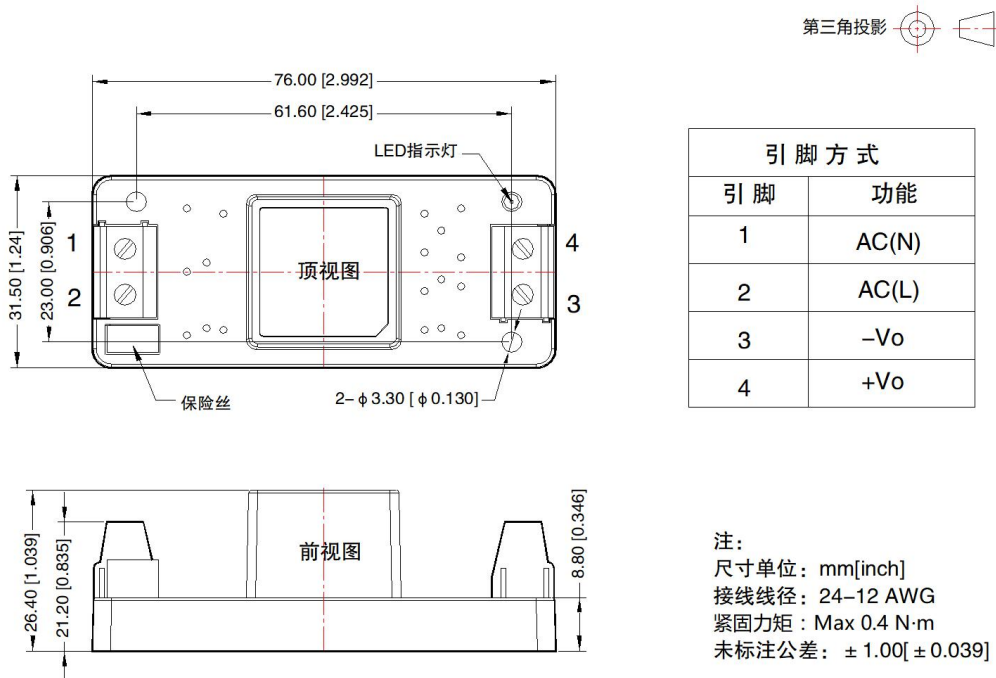 第三角投影
76.00 [2.992]
61.60 [2.425]
LED指示灯
31.50 [1.24]
23.00 [0.906]
1
2
顶视图
4
3
保险丝
2-ϕ3.30 [ϕ0.130]
引脚方式
引脚 功能
1 AC(N)
2 AC(L)
3 -Vo
4 +Vo
26.40 [1.039]
21.20 [0.835]
前视图
8.80 [0.346]
注：
尺寸单位：mm[inch]
接线线径：24-12 AWG
紧固力矩：Max 0.4 N·m
未标注公差：±1.00[±0.039]